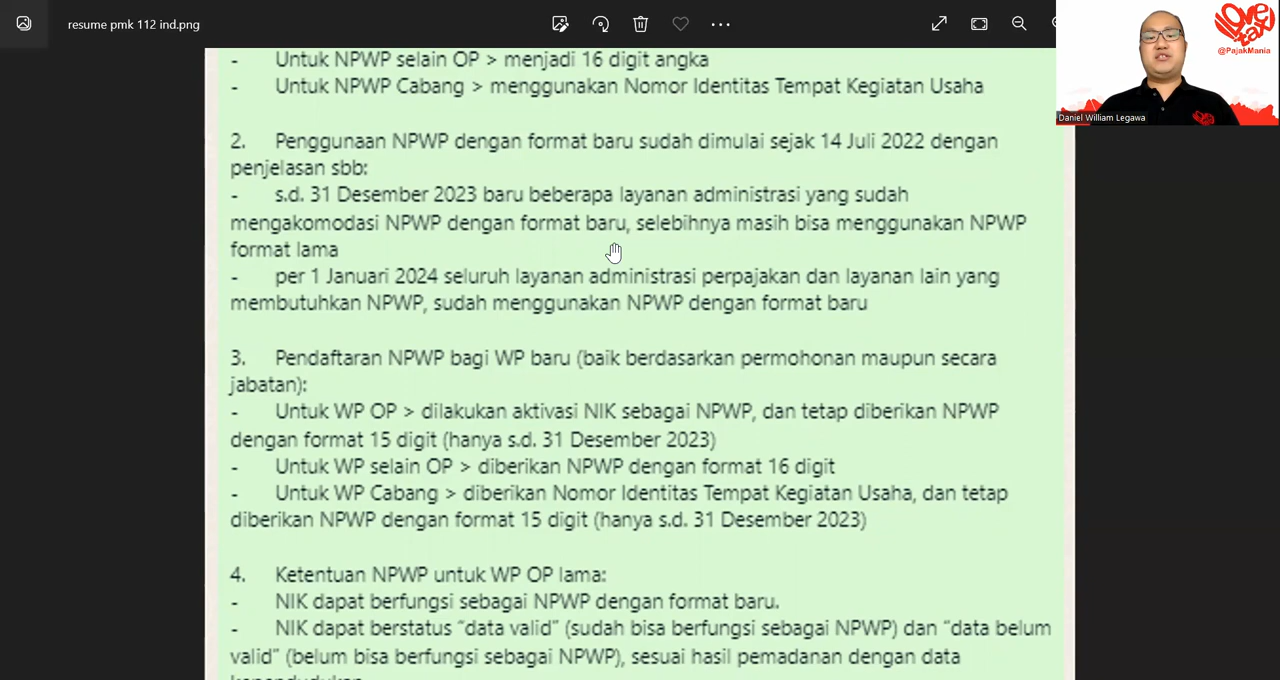 resume pmk 112 ind.png
- Untuk NPWP selain OP > menjadi 16 digit angka
- Untuk NPWP Cabang > menggunakan Nomor Identitas Tempat Kegiatan Usaha
2. Penggunaan NPWP dengan format baru sudah dimulai sejak 14 Juli 2022 dengan
penjelasan sbb:
- s.d. 31 Desember 2023 baru beberapa layanan administrasi yang sudah
mengakomodasi NPWP dengan format baru, selebihnya masih bisa menggunakan NPWP
format lama
- per 1 Januari 2024 seluruh layanan administrasi perpajakan dan layanan lain yang
membutuhkan NPWP, sudah menggunakan NPWP dengan format baru
3. Pendaftaran NPWP bagi WP baru (baik berdasarkan permohonan maupun secara
jabatan):
- Untuk WP OP > dilakukan aktivasi NIK sebagai NPWP, dan tetap diberikan NPWP
dengan format 15 digit (hanya s.d. 31 Desember 2023)
- Untuk WP selain OP > diberikan NPWP dengan format 16 digit
- Untuk WP Cabang > diberikan Nomor Identitas Tempat Kegiatan Usaha, dan tetap
diberikan NPWP dengan format 15 digit (hanya s.d. 31 Desember 2023)
4. Ketentuan NPWP untuk WP OP lama:
- NIK dapat berfungsi sebagai NPWP dengan format baru.
- NIK dapat berstatus “data valid” (sudah bisa berfungsi sebagai NPWP) dan “data belum
valid” (belum bisa berfungsi sebagai NPWP), sesuai hasil pemadanan dengan data
love
tax
@PajakMania
Daniel William Legawa